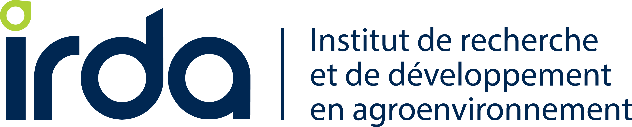 irda
Institut de recherche
et de développement
en agroenvironnement